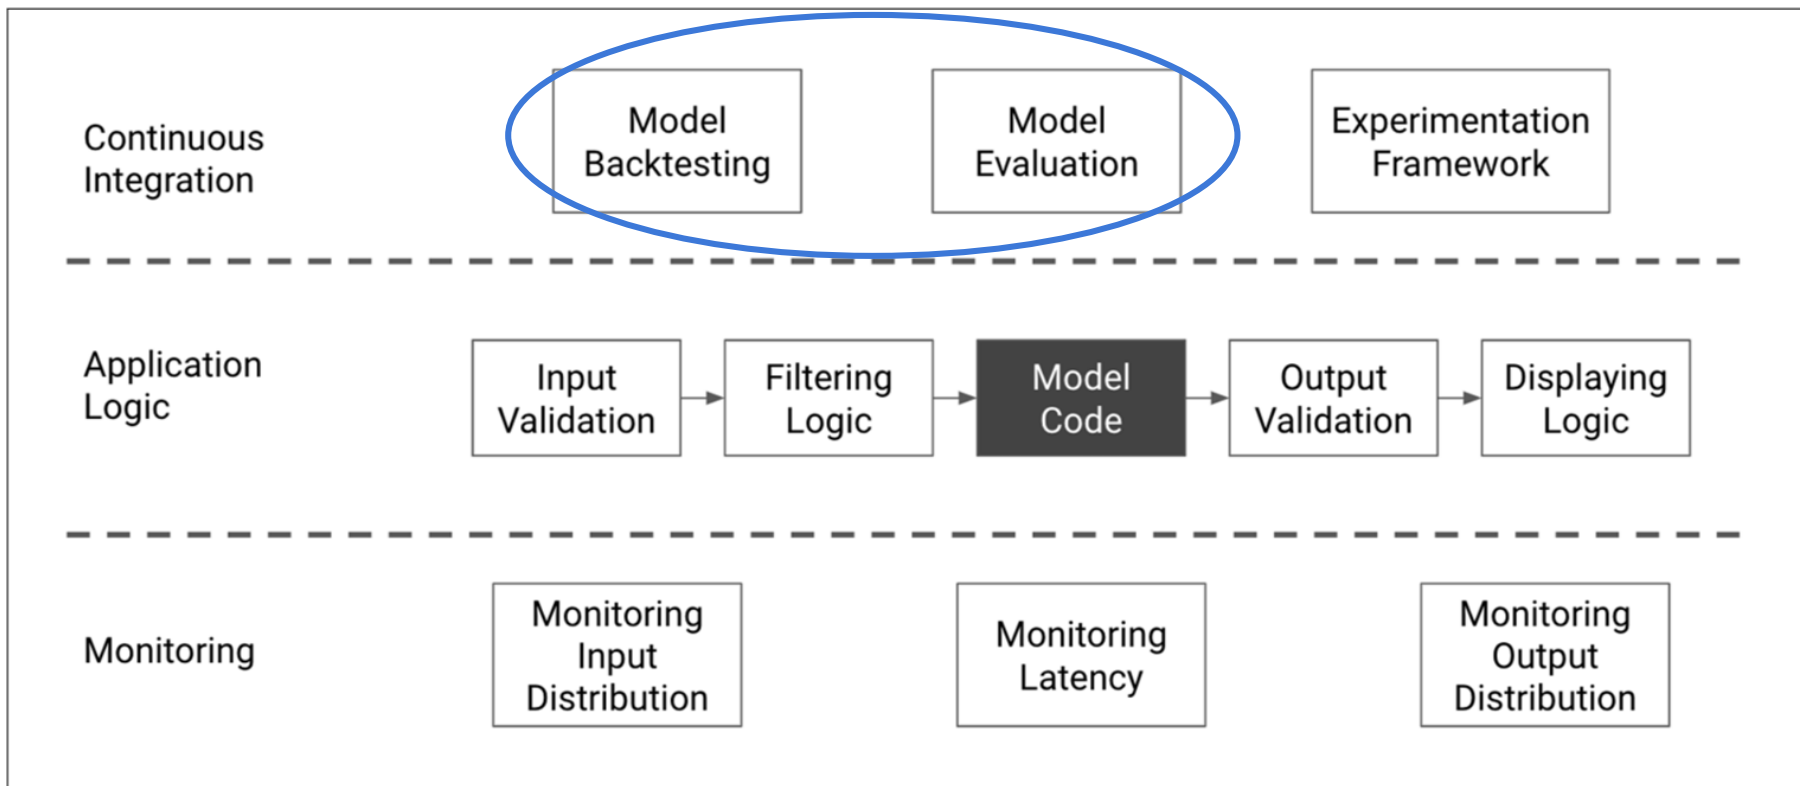 Continuous
Integration
Model
Backtesting
Model
Evaluation
Experimentation
Framework
Application
Logic
Input
Validation
Filtering
Logic
Model
Code
Output
Validation
Displaying
Logic
Monitoring
Monitoring
Input
Distribution
Monitoring
Latency
Monitoring
Output
Distribution